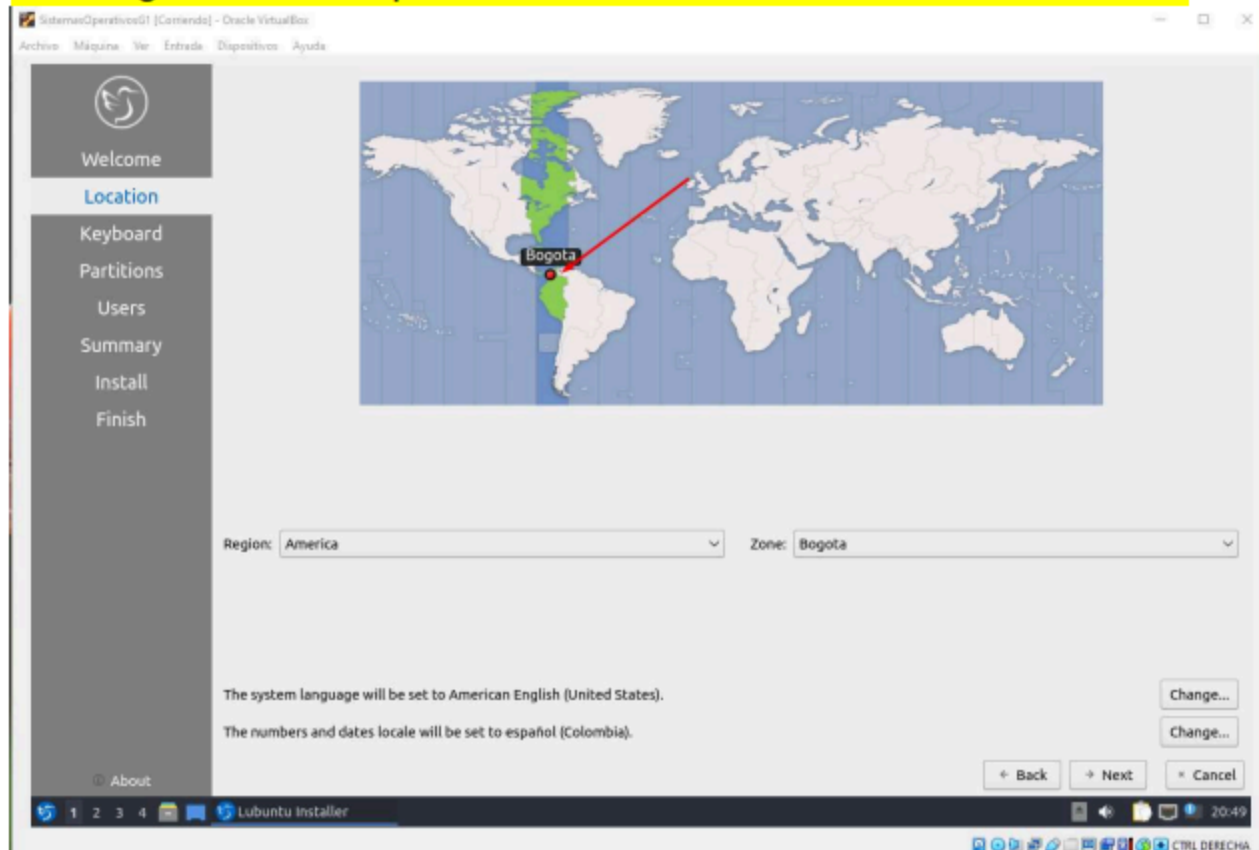 SistemasOperativosG1 [Corriendo] - Oracle VirtualBox
Archivo Máquina Ver Entrada Dispositivos Ayuda
Welcome
Location
Keyboard
Partitions
Users
Summary
Install
Finish
About
Bogota
Region: America
Zone: Bogota
The system language will be set to American English (United States).
Change...
The numbers and dates locale will be set to español (Colombia).
Change...
Back
Next
Cancel
1 2 3 4
Lubuntu Installer
20:49
CTRL DERECHA